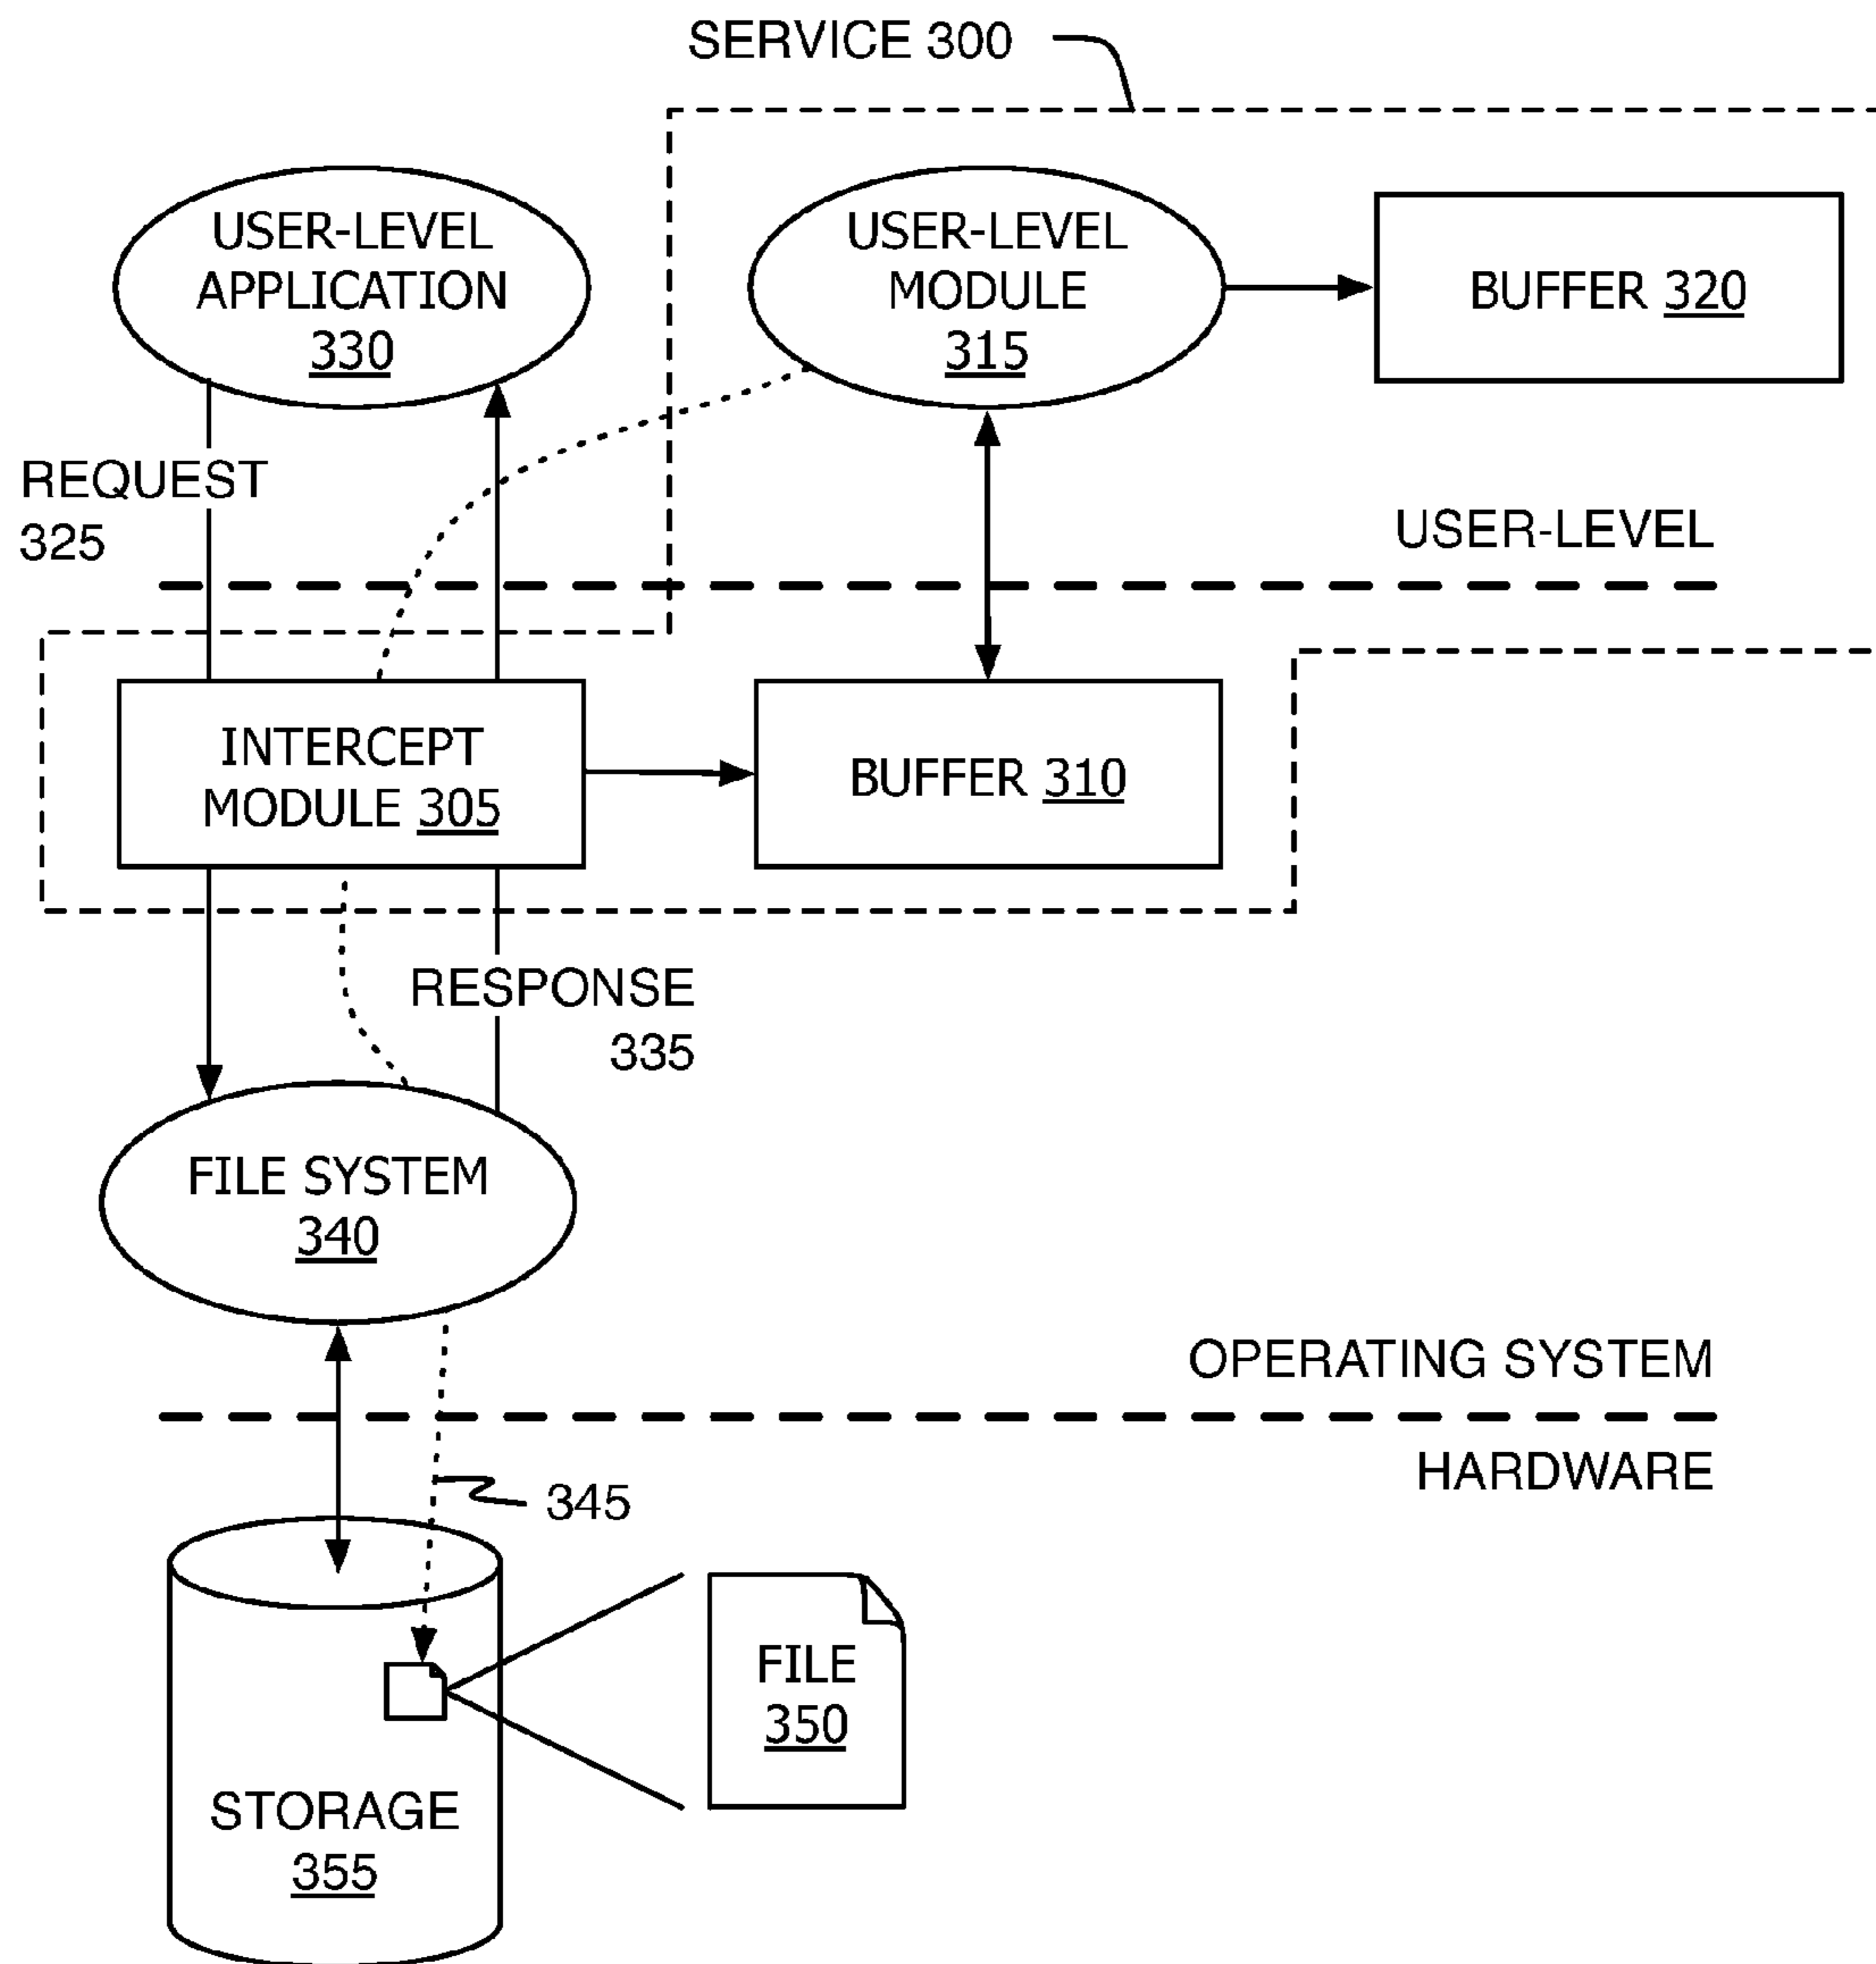 SERVICE 300
USER-LEVEL
APPLICATION
330
USER-LEVEL
MODULE
315
BUFFER 320
REQUEST
325
USER-LEVEL
INTERCEPT
MODULE 305
BUFFER 310
RESPONSE
335
FILE SYSTEM
340
OPERATING SYSTEM
HARDWARE
345
FILE
350
STORAGE
355